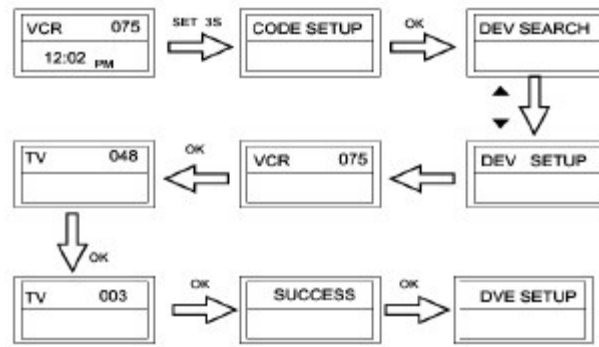 VCR 075
12:02 PM
SET 3S
CODE SETUP
OK
DEV SEARCH
DEV SETUP
VCR 075
OK
TV 048
OK
TV 003
OK
SUCCESS
OK
DVE SETUP